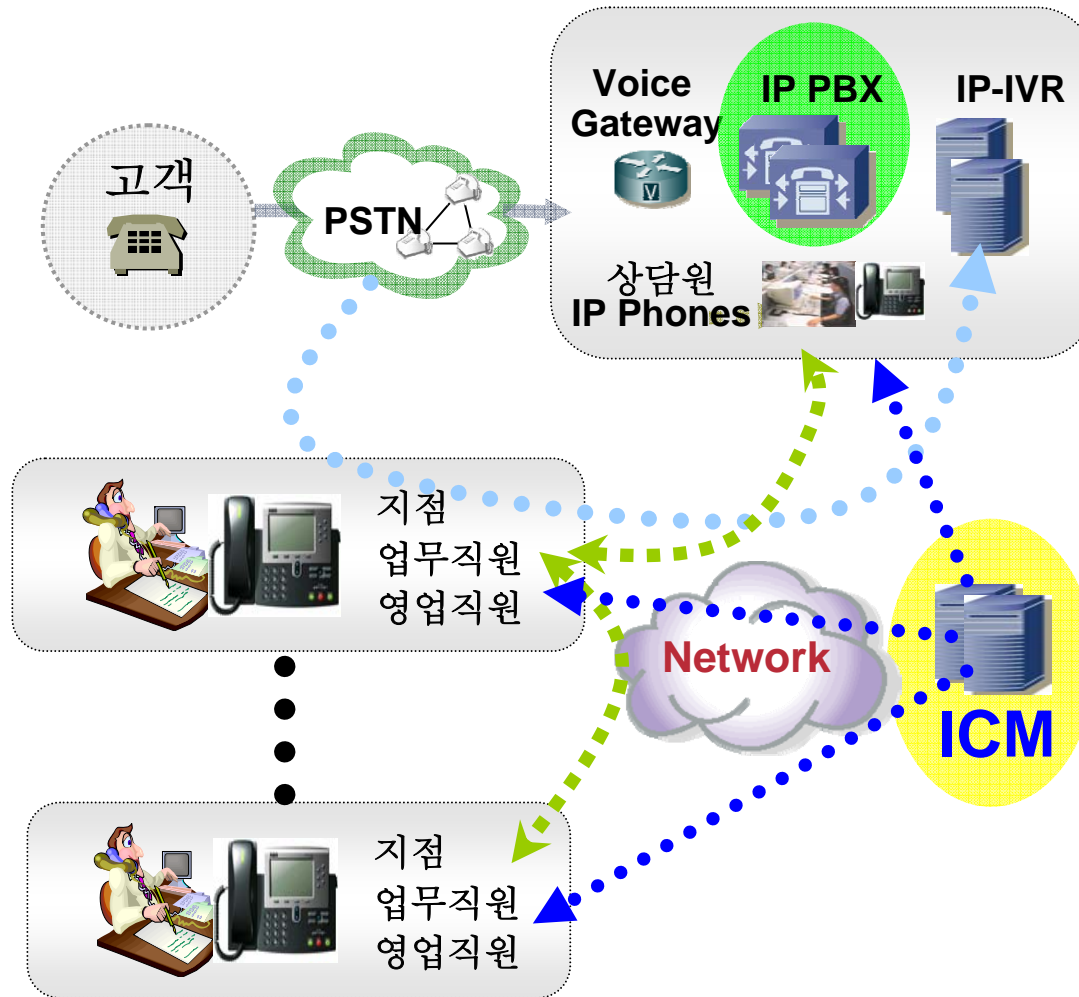 고객
PSTN
Voice
Gateway
IP PBX
IP-IVR
V
상담원
IP Phones
지점
업무직원
영업직원
Network
ICM
지점
업무직원
영업직원